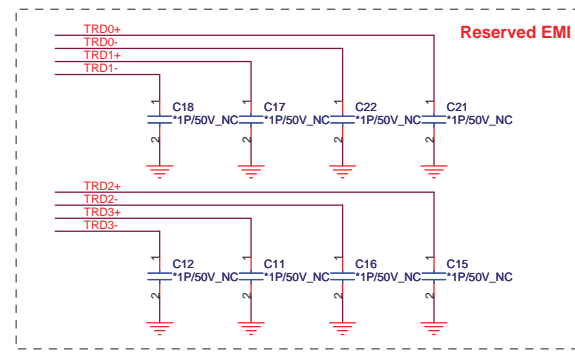 Reserved EMI
TRD0+
TRD0-
TRD1+
TRD1-
1 1 1 1
C18 C17 C22 C21
*1P/50V_NC *1P/50V_NC *1P/50V_NC *1P/50V_NC
2 2 2 2
TRD2+
TRD2-
TRD3+
TRD3-
1 1 1 1
C12 C11 C16 C15
*1P/50V_NC *1P/50V_NC *1P/50V_NC *1P/50V_NC
2 2 2 2